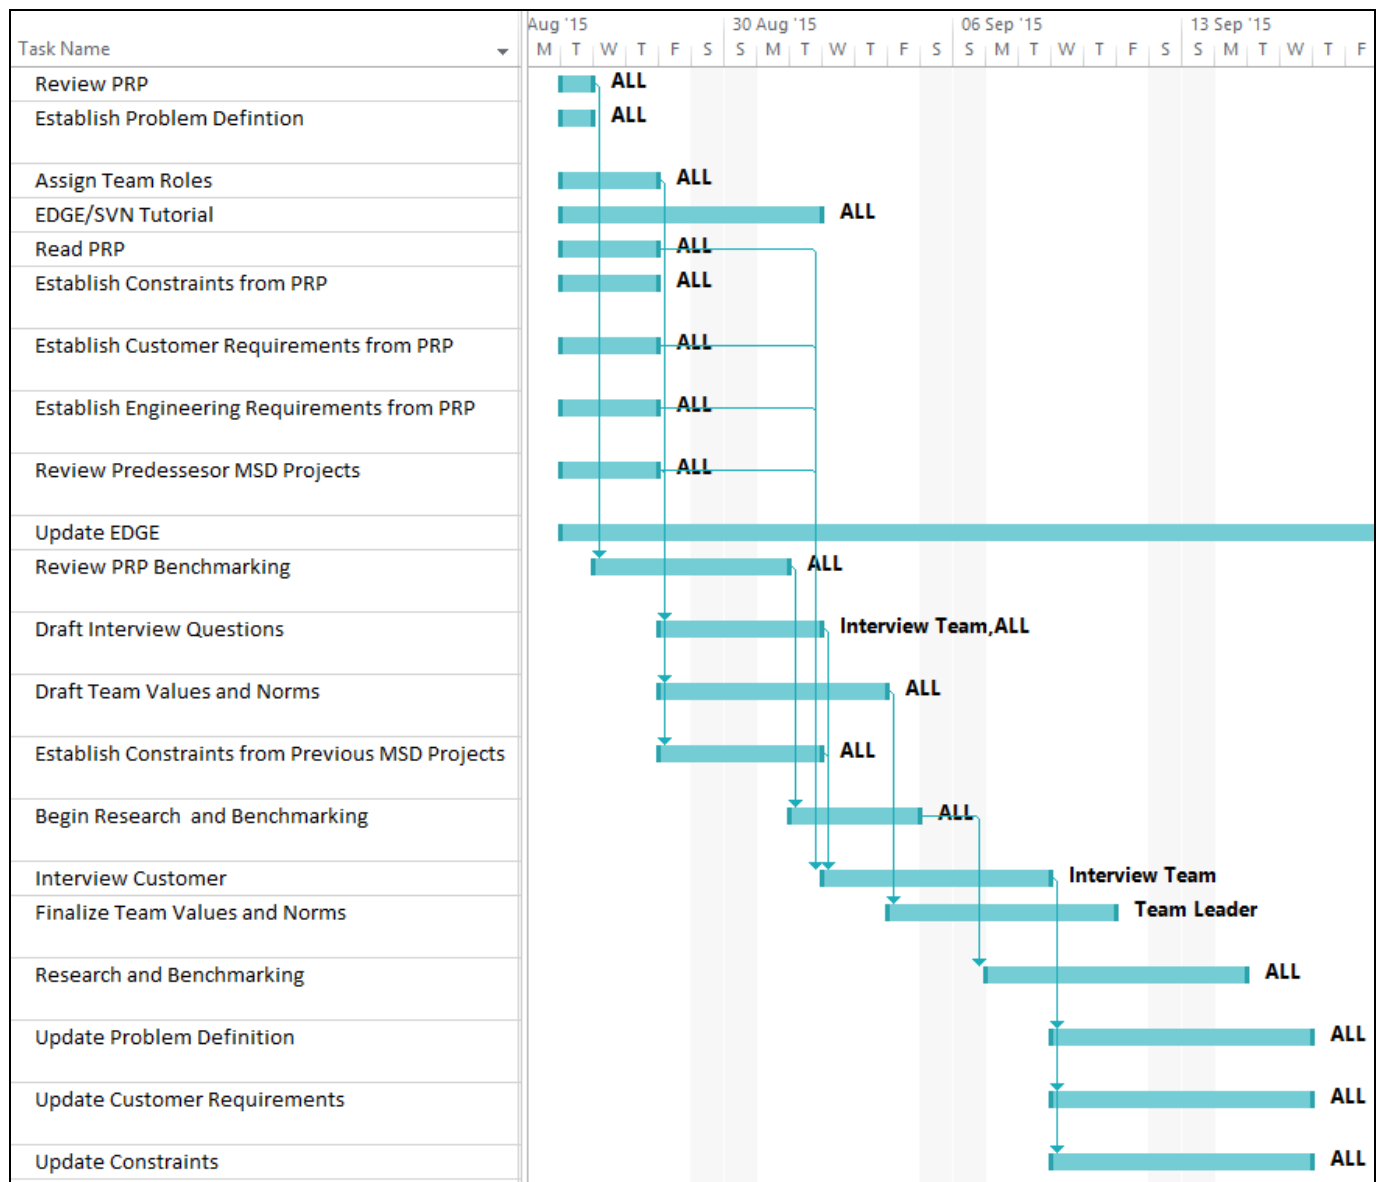 Aug '15 30 Aug '15 06 Sep '15 13 Sep '15
Task Name M T W T F S S M T W T F S S M T W T F S S M T W T F
Review PRP ALL
Establish Problem Defintion ALL
Assign Team Roles ALL
EDGE/SVN Tutorial ALL
Read PRP ALL
Establish Constraints from PRP ALL
Establish Customer Requirements from PRP ALL
Establish Engineering Requirements from PRP ALL
Review Predessesor MSD Projects ALL
Update EDGE
Review PRP Benchmarking ALL
Draft Interview Questions Interview Team,ALL
Draft Team Values and Norms ALL
Establish Constraints from Previous MSD Projects ALL
Begin Research and Benchmarking ALL
Interview Customer Interview Team
Finalize Team Values and Norms Team Leader
Research and Benchmarking ALL
Update Problem Definition ALL
Update Customer Requirements ALL
Update Constraints ALL